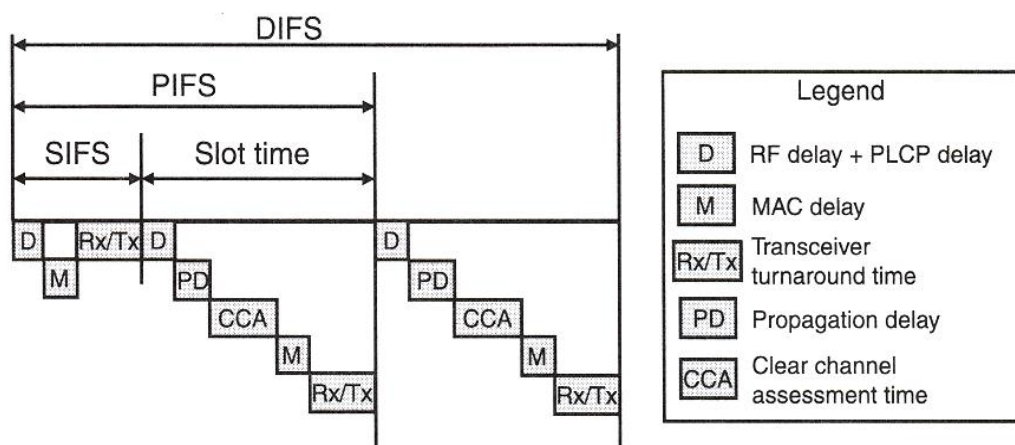 DIFS
PIFS
SIFS
Slot time
D
Rx/Tx
D
D
M
PD
PD
CCA
CCA
M
M
Rx/Tx
Rx/Tx
Legend
D
RF delay + PLCP delay
M
MAC delay
Rx/Tx
Transceiver
turnaround time
PD
Propagation delay
CCA
Clear channel
assessment time